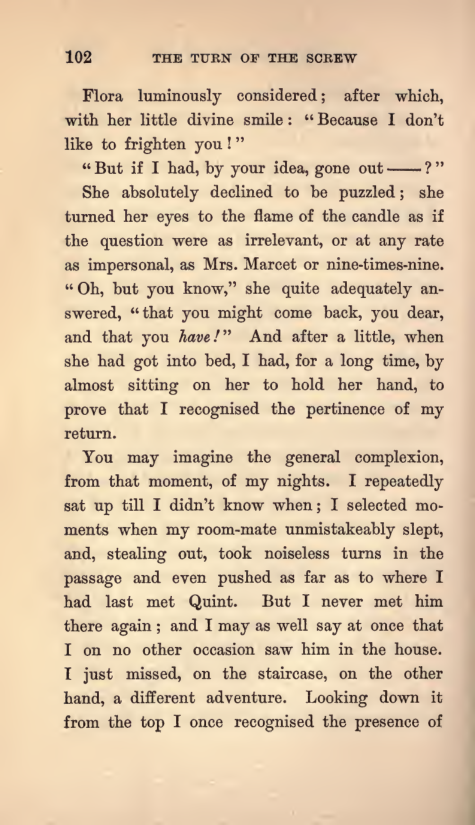 102 THE TURN OF THE SCREW
Flora luminously considered; after which,
with her little divine smile: “Because I don’t
like to frighten you!”
“But if I had, by your idea, gone out——?”
She absolutely declined to be puzzled; she
turned her eyes to the flame of the candle as if
the question were as irrelevant, or at any rate
as impersonal, as Mrs. Marcet or nine-times-nine.
“Oh, but you know,” she quite adequately an-
swered, “that you might come back, you dear,
and that you have!” And after a little, when
she had got into bed, I had, for a long time, by
almost sitting on her to hold her hand, to
prove that I recognised the pertinence of my
return.
You may imagine the general complexion,
from that moment, of my nights. I repeatedly
sat up till I didn’t know when; I selected mo-
ments when my room-mate unmistakeably slept,
and, stealing out, took noiseless turns in the
passage and even pushed as far as to where I
had last met Quint. But I never met him
there again; and I may as well say at once that
I on no other occasion saw him in the house.
I just missed, on the staircase, on the other
hand, a different adventure. Looking down it
from the top I once recognised the presence of